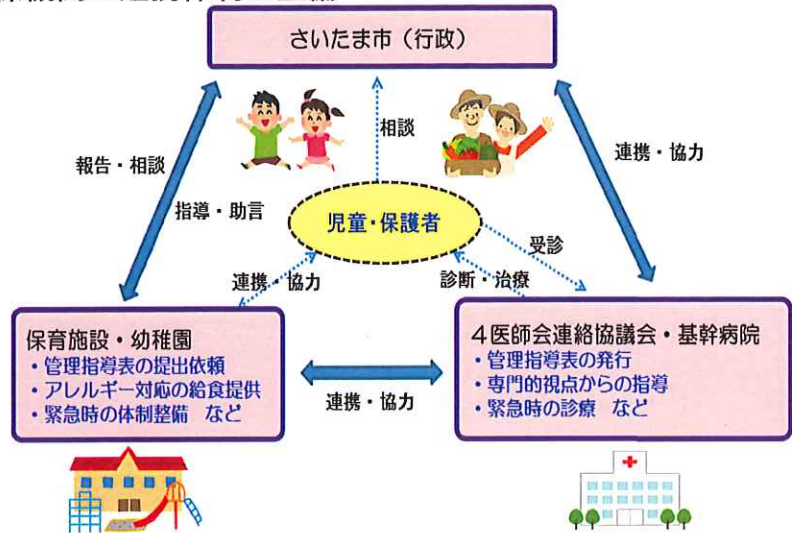 さいたま市（行政）
相談
報告・相談
連携・協力
指導・助言
児童・保護者
受診
連携・協力
診断・治療
保育施設・幼稚園
・管理指導表の提出依頼
・アレルギー対応の給食提供
・緊急時の体制整備　など
4医師会連絡協議会・基幹病院
・管理指導表の発行
・専門的視点からの指導
・緊急時の診療　など
連携・協力